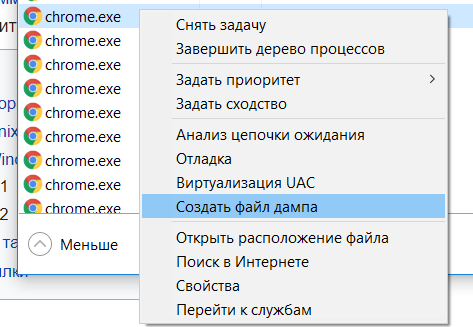 chrome.exe
chrome.exe
chrome.exe
chrome.exe
chrome.exe
chrome.exe
chrome.exe
chrome.exe
chrome.exe
Меньше
Снять задачу
Завершить дерево процессов
Задать приоритет
Задать сходство
Анализ цепочки ожидания
Отладка
Виртуализация UAC
Создать файл дампа
Открыть расположение файла
Поиск в Интернете
Свойства
Перейти к службам